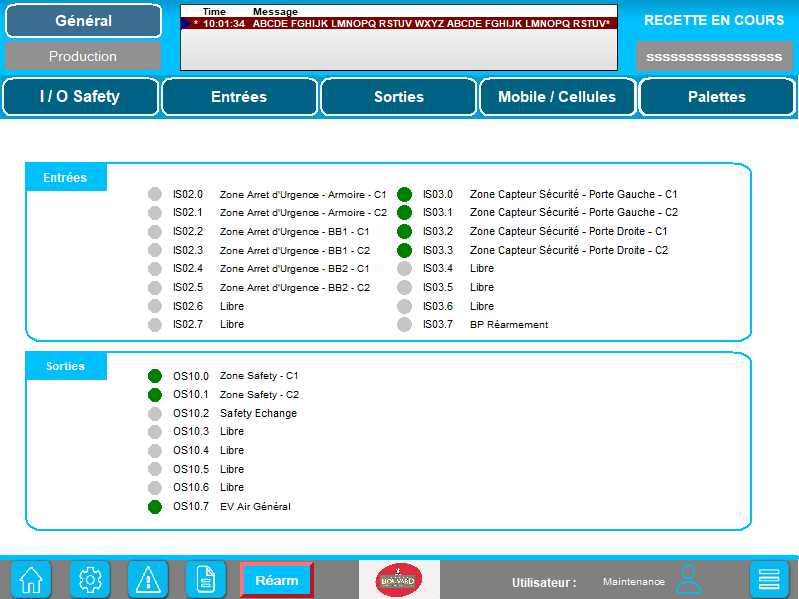 Général
Production
Time Message
* 10:01:34 ABCDE FGHIJK LMNOPQ RSTUV WXYZ ABCDE FGHIJK LMNOPQ RSTUV*
RECETTE EN COURS
sssssssssssssssss
I / O Safety Entrées Sorties Mobile / Cellules Palettes
Entrées
IS02.0 Zone Arret d'Urgence - Armoire - C1
IS02.1 Zone Arret d'Urgence - Armoire - C2
IS02.2 Zone Arret d'Urgence - BB1 - C1
IS02.3 Zone Arret d'Urgence - BB1 - C2
IS02.4 Zone Arret d'Urgence - BB2 - C1
IS02.5 Zone Arret d'Urgence - BB2 - C2
IS02.6 Libre
IS02.7 Libre
IS03.0 Zone Capteur Sécurité - Porte Gauche - C1
IS03.1 Zone Capteur Sécurité - Porte Gauche - C2
IS03.2 Zone Capteur Sécurité - Porte Droite - C1
IS03.3 Zone Capteur Sécurité - Porte Droite - C2
IS03.4 Libre
IS03.5 Libre
IS03.6 Libre
IS03.7 BP Réarmement
Sorties
OS10.0 Zone Safety - C1
OS10.1 Zone Safety - C2
OS10.2 Safety Echange
OS10.3 Libre
OS10.4 Libre
OS10.5 Libre
OS10.6 Libre
OS10.7 EV Air Général
Réarm
BOUVARD
Utilisateur : Maintenance